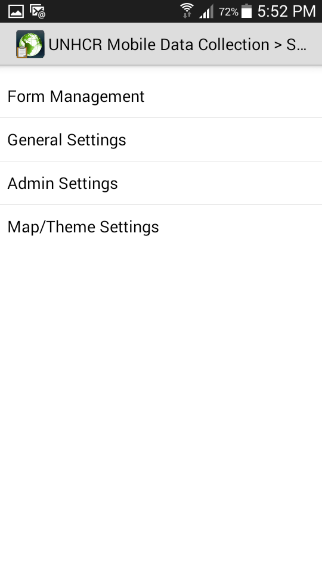 72% 5:52 PM
UNHCR Mobile Data Collection > S...
Form Management
General Settings
Admin Settings
Map/Theme Settings